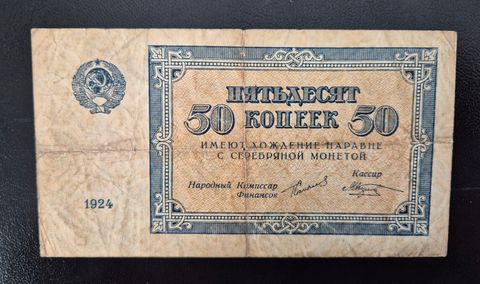 ПЯТЬДЕСЯТ
50 КОПЕЕК 50
ИМЕЮТ ХОЖДЕНИЕ НАРАВНЕ
С СЕРЕБРЯНОЙ МОНЕТОЙ
Кассир
Народный Комиссар
Финансов
1924